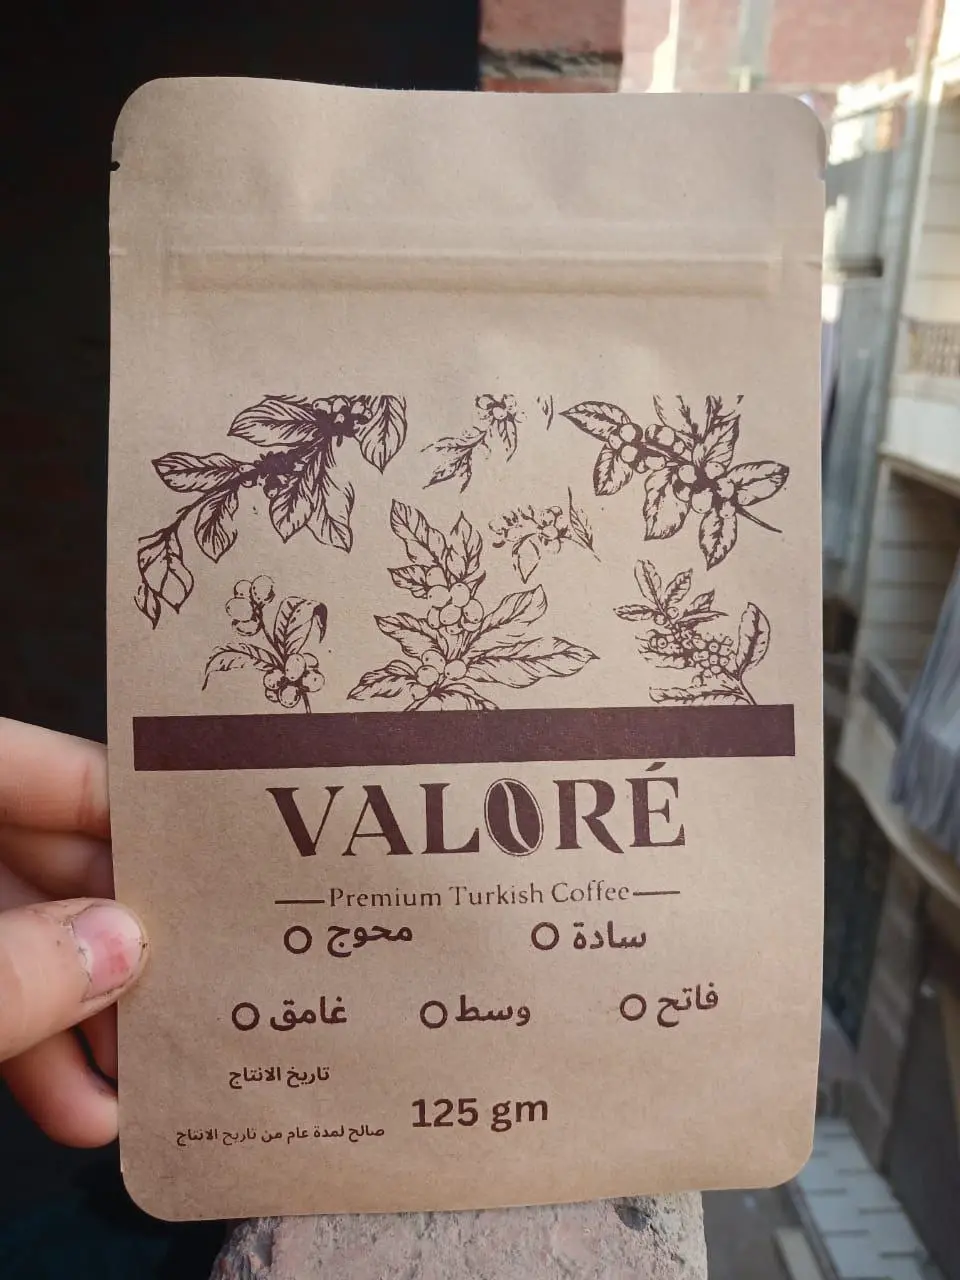 VALORÉ
Premium Turkish Coffee
سادة محوج
فاتح وسط غامق
تاريخ الانتاج
125 gm
صالح لمدة عام من تاريخ الانتاج